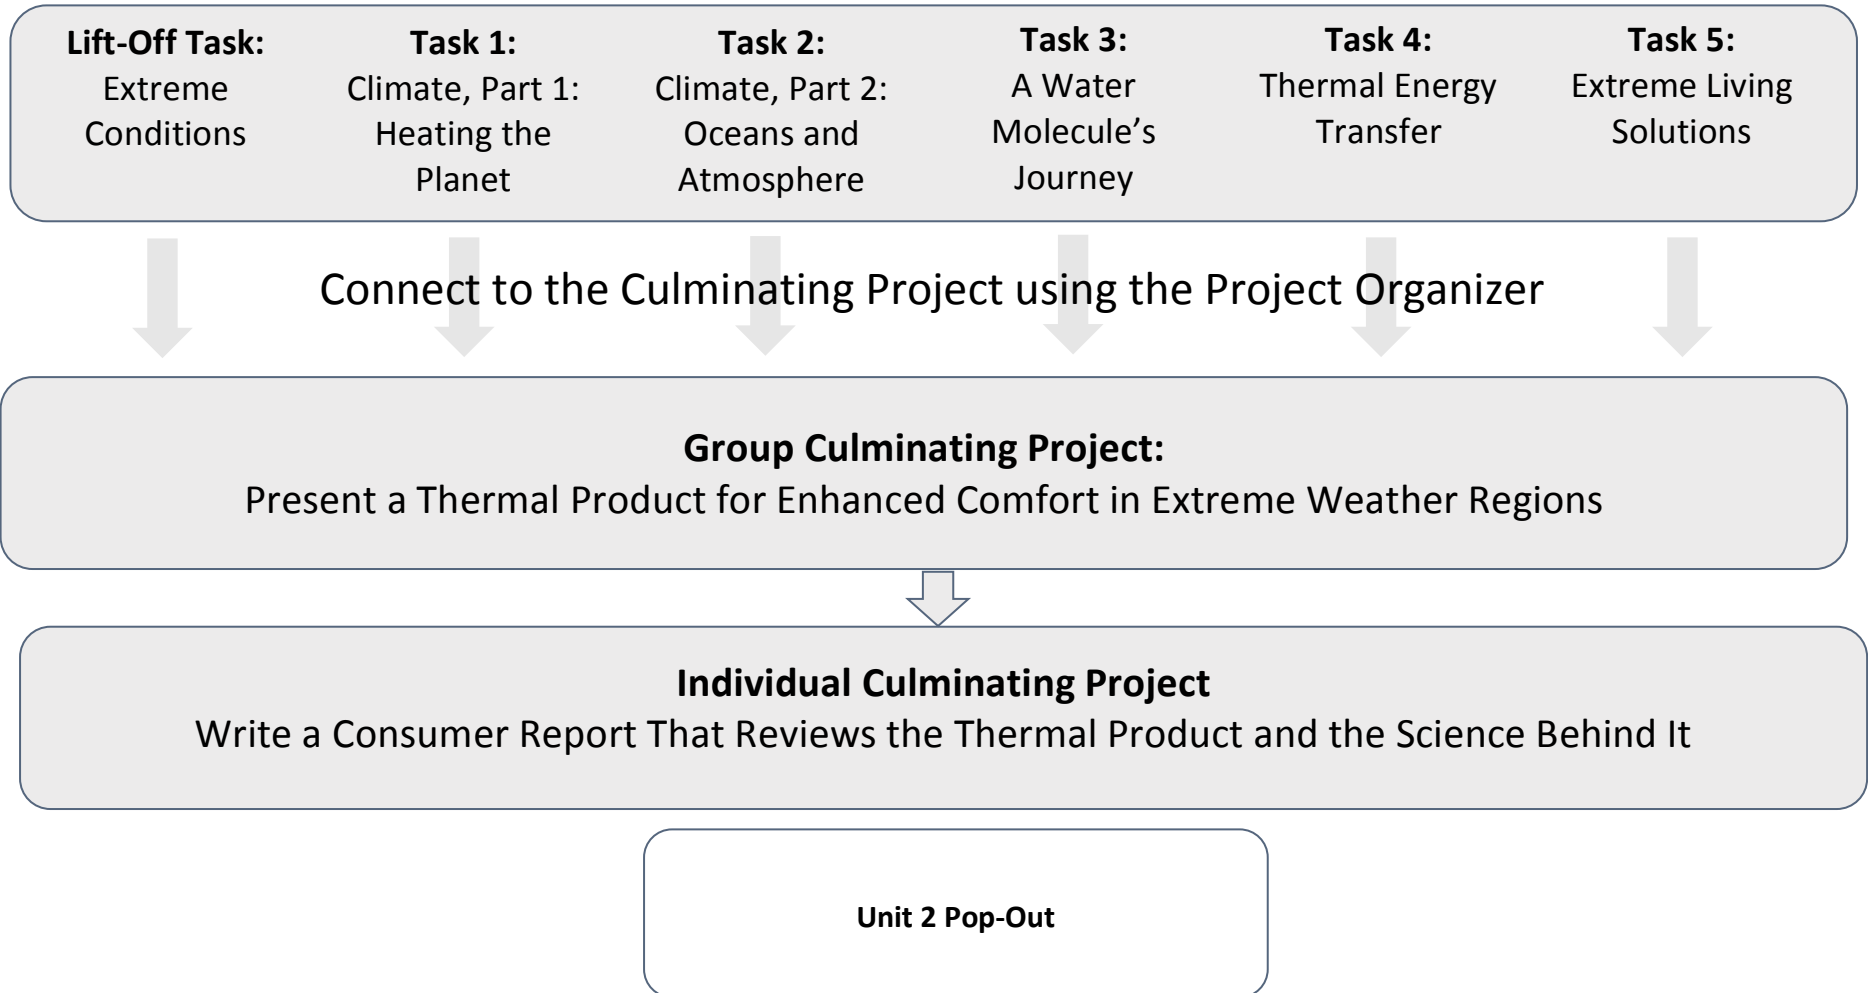 Lift-Off Task:
Extreme
Conditions
Task 1:
Climate, Part 1:
Heating the
Planet
Task 2:
Climate, Part 2:
Oceans and
Atmosphere
Task 3:
A Water
Molecule’s
Journey
Task 4:
Thermal Energy
Transfer
Task 5:
Extreme Living
Solutions
Connect to the Culminating Project using the Project Organizer
Group Culminating Project:
Present a Thermal Product for Enhanced Comfort in Extreme Weather Regions
Individual Culminating Project
Write a Consumer Report That Reviews the Thermal Product and the Science Behind It
Unit 2 Pop-Out